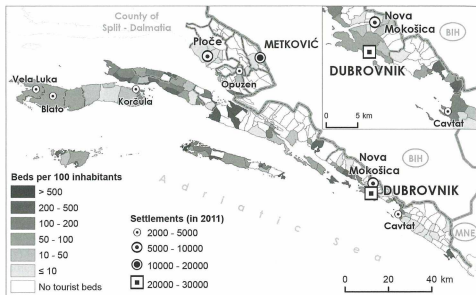 County of
Split - Dalmatia
Ploče
METKOVIĆ
Opuzen
Vela Luka
Blato
Korčula
Nova
Mokošica
BIH
DUBROVNIK
Cavtat
0 5 km
Nova
Mokošica
BIH
DUBROVNIK
Cavtat
MNE
Adriatic Sea
Beds per 100 inhabitants
> 500
200 - 500
100 - 200
50 - 100
10 - 50
≤ 10
No tourist beds
Settlements (in 2011)
2000 - 5000
5000 - 10000
10000 - 20000
20000 - 30000
0 20 40 km